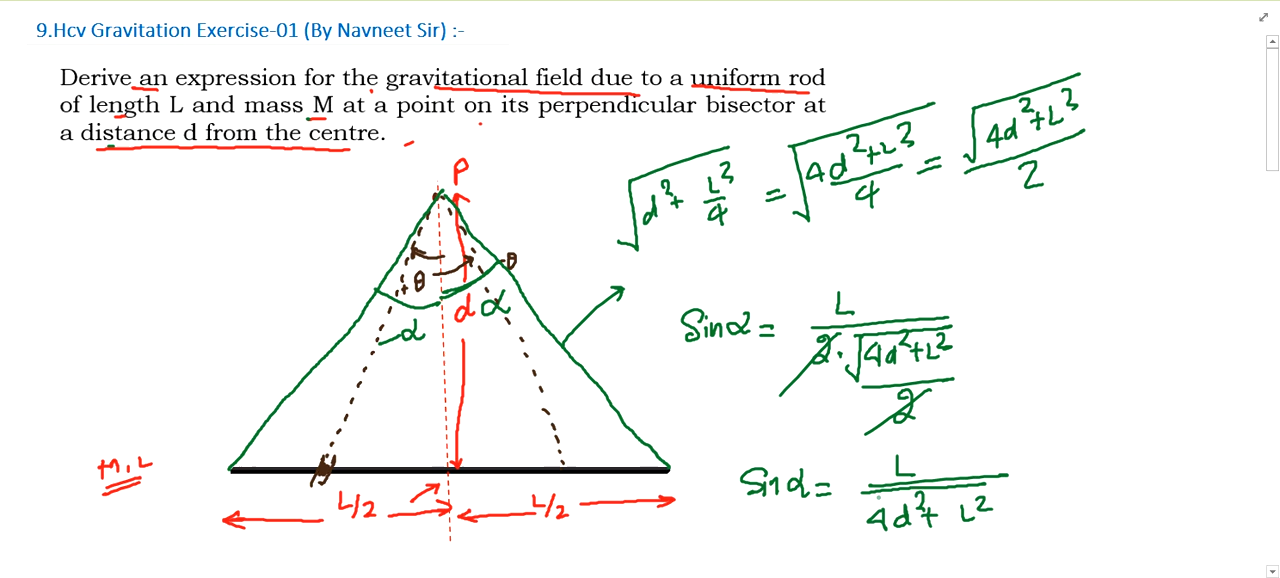 9.Hcv Gravitation Exercise-01 (By Navneet Sir) :-
Derive an expression for the gravitational field due to a uniform rod
of length L and mass M at a point on its perpendicular bisector at
a distance d from the centre.
P
√(d² + L²/4) = √((4d²+L²)/4) = √(4d²+L²)/2
+θ
-θ
-α
d
α
Sinα = L/(2·√(4d²+L²)/2)
M,L
L/2
L/2
Sinα = L/(4d²+ L²)